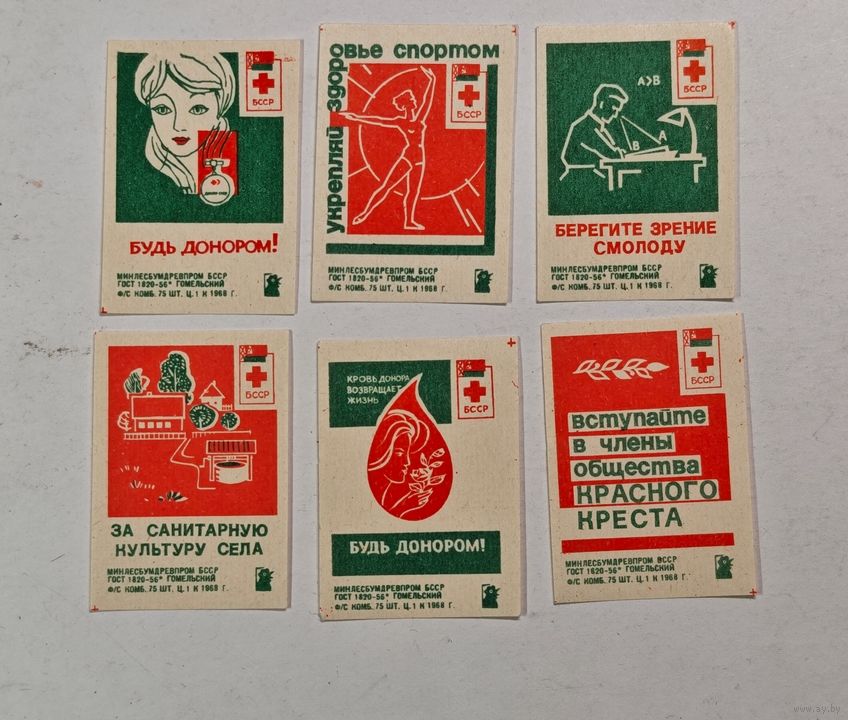 БССР
БУДЬ ДОНОРОМ!
МИНЛЕСБУМДРЕВПРОМ БССР
ГОСТ 1820-56* ГОМЕЛЬСКИЙ
Ф/С КОМБ. 75 ШТ. Ц. 1 К 1968 Г.
укрепляй здоровье спортом
БССР
МИНЛЕСБУМДРЕВПРОМ БССР
ГОСТ 1820-56* ГОМЕЛЬСКИЙ
Ф/С КОМБ. 75 ШТ. Ц. 1 К 1968 Г.
А>В
БССР
А
В
БЕРЕГИТЕ ЗРЕНИЕ
СМОЛОДУ
МИНЛЕСБУМДРЕВПРОМ БССР
ГОСТ 1820-56* ГОМЕЛЬСКИЙ
Ф/С КОМБ. 75 ШТ. Ц. 1 К 1968 Г.
БССР
ЗА САНИТАРНУЮ
КУЛЬТУРУ СЕЛА
МИНЛЕСБУМДРЕВПРОМ БССР
ГОСТ 1820-56* ГОМЕЛЬСКИЙ
Ф/С КОМБ. 75 ШТ. Ц. 1 К 1968 Г.
КРОВЬ ДОНОРА
ВОЗВРАЩАЕТ
ЖИЗНЬ
БССР
БУДЬ ДОНОРОМ!
МИНЛЕСБУМДРЕВПРОМ БССР
ГОСТ 1820-56* ГОМЕЛЬСКИЙ
Ф/С КОМБ. 75 ШТ. Ц. 1 К 1968 Г.
БССР
вступайте
в члены
общества
КРАСНОГО
КРЕСТА
МИНЛЕСБУМДРЕВПРОМ БССР
ГОСТ 1820-56* ГОМЕЛЬСКИЙ
Ф/С КОМБ. 75 ШТ. Ц. 1 К 1968 Г.
www.ay.by